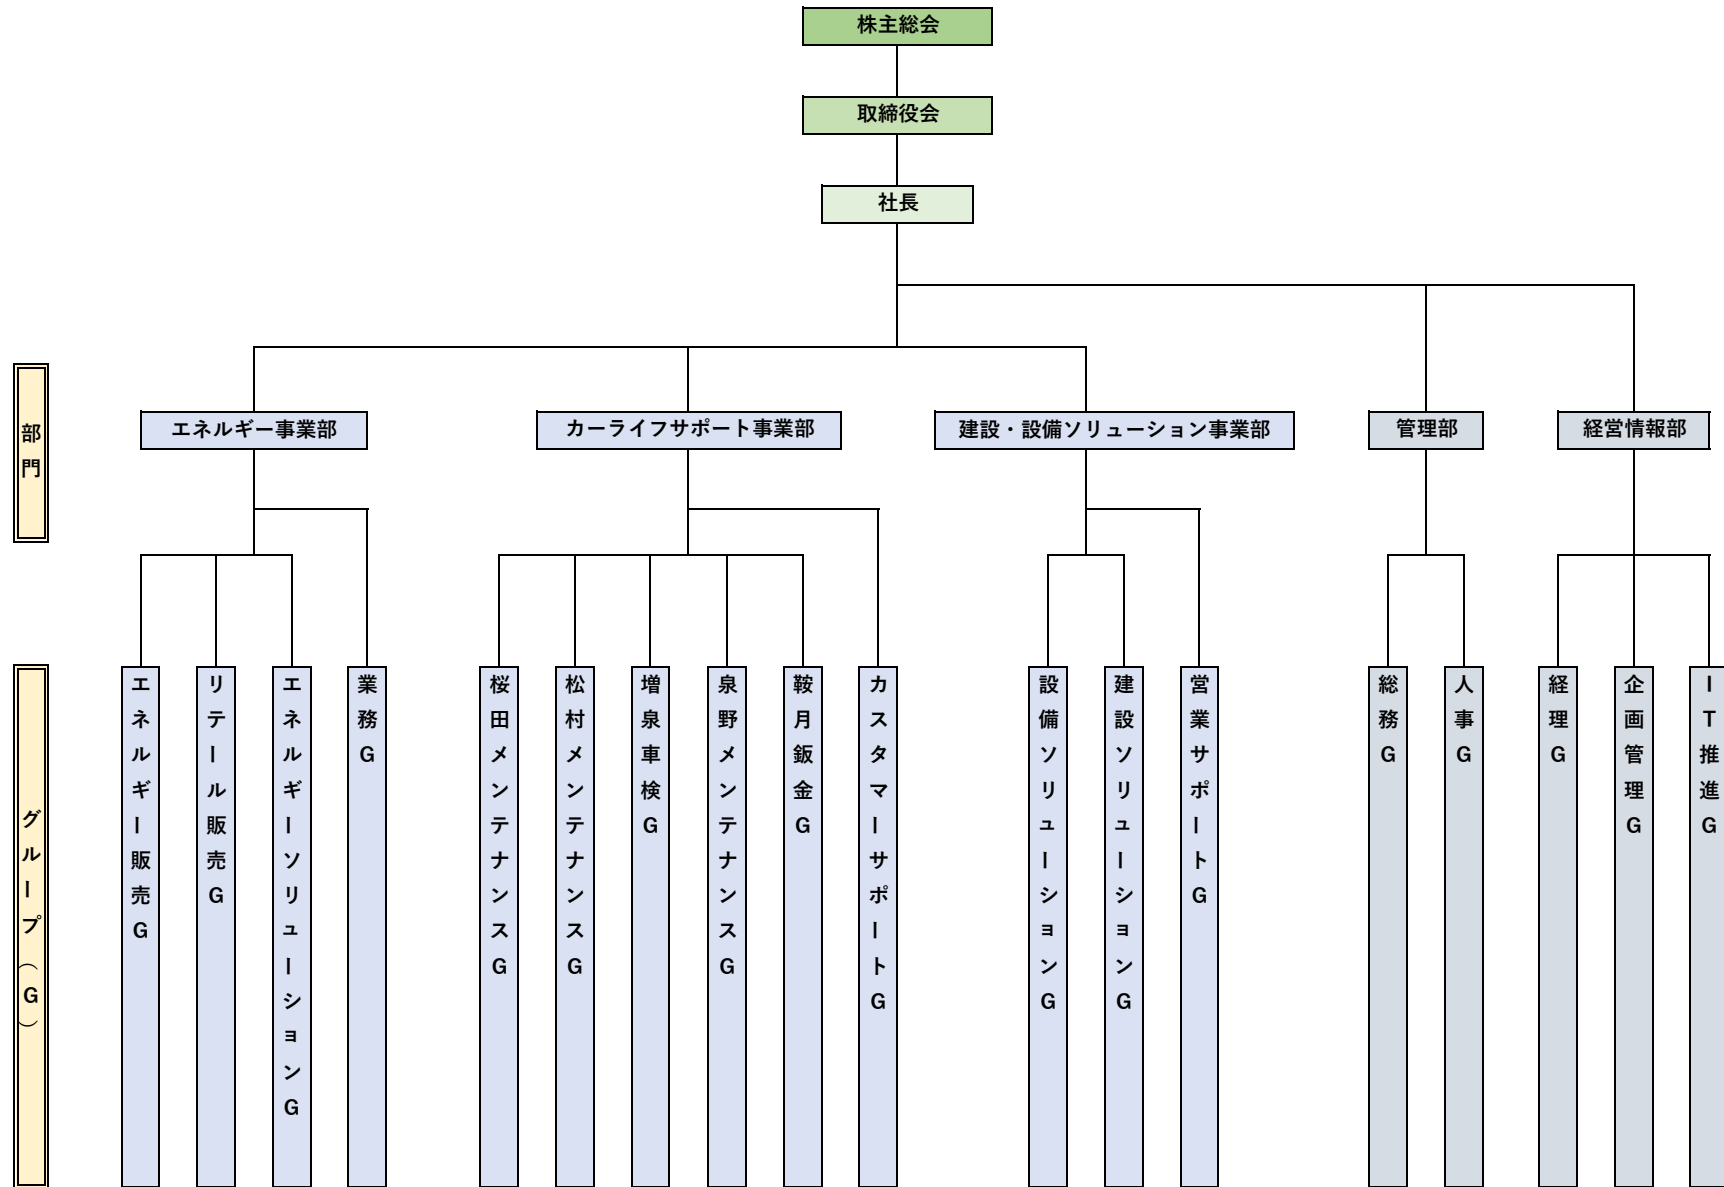 株主総会
取締役会
社長
部門
エネルギー事業部
カーライフサポート事業部
建設・設備ソリューション事業部
管理部
経営情報部
グループ（G）
エネルギー販売G
リテール販売G
エネルギーソリューションG
業務G
桜田メンテナンスG
松村メンテナンスG
増泉車検G
泉野メンテナンスG
鞍月鈑金G
カスタマーサポートG
設備ソリューションG
建設ソリューションG
営業サポートG
総務G
人事G
経理G
企画管理G
IT推進G